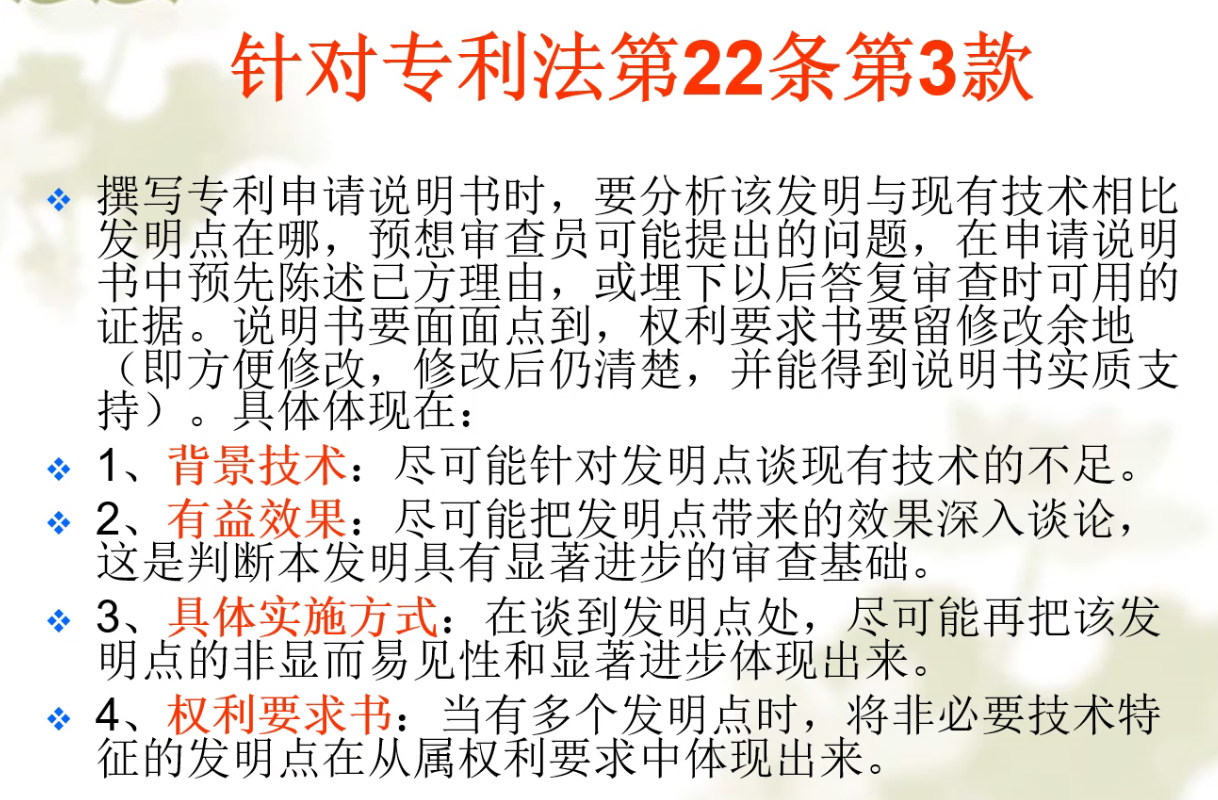 针对专利法第22条第3款
撰写专利申请说明书时，要分析该发明与现有技术相比
发明点在哪，预想审查员可能提出的问题，在申请说明
书中预先陈述已方理由，或埋下以后答复审查时可用的
证据。说明书要面面点到，权利要求书要留修改余地
（即方便修改，修改后仍清楚，并能得到说明书实质支
持）。具体体现在：
1、背景技术：尽可能针对发明点谈现有技术的不足。
2、有益效果：尽可能把发明点带来的效果深入谈论，
这是判断本发明具有显著进步的审查基础。
3、具体实施方式：在谈到发明点处，尽可能再把该发
明点的非显而易见性和显著进步体现出来。
4、权利要求书：当有多个发明点时，将非必要技术特
征的发明点在从属权利要求中体现出来。